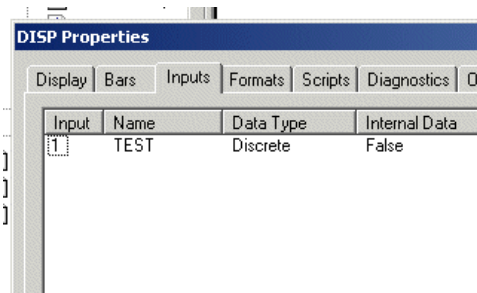 DISP Properties
Display Bars Inputs Formats Scripts Diagnostics
Input Name Data Type Internal Data
1 TEST Discrete False